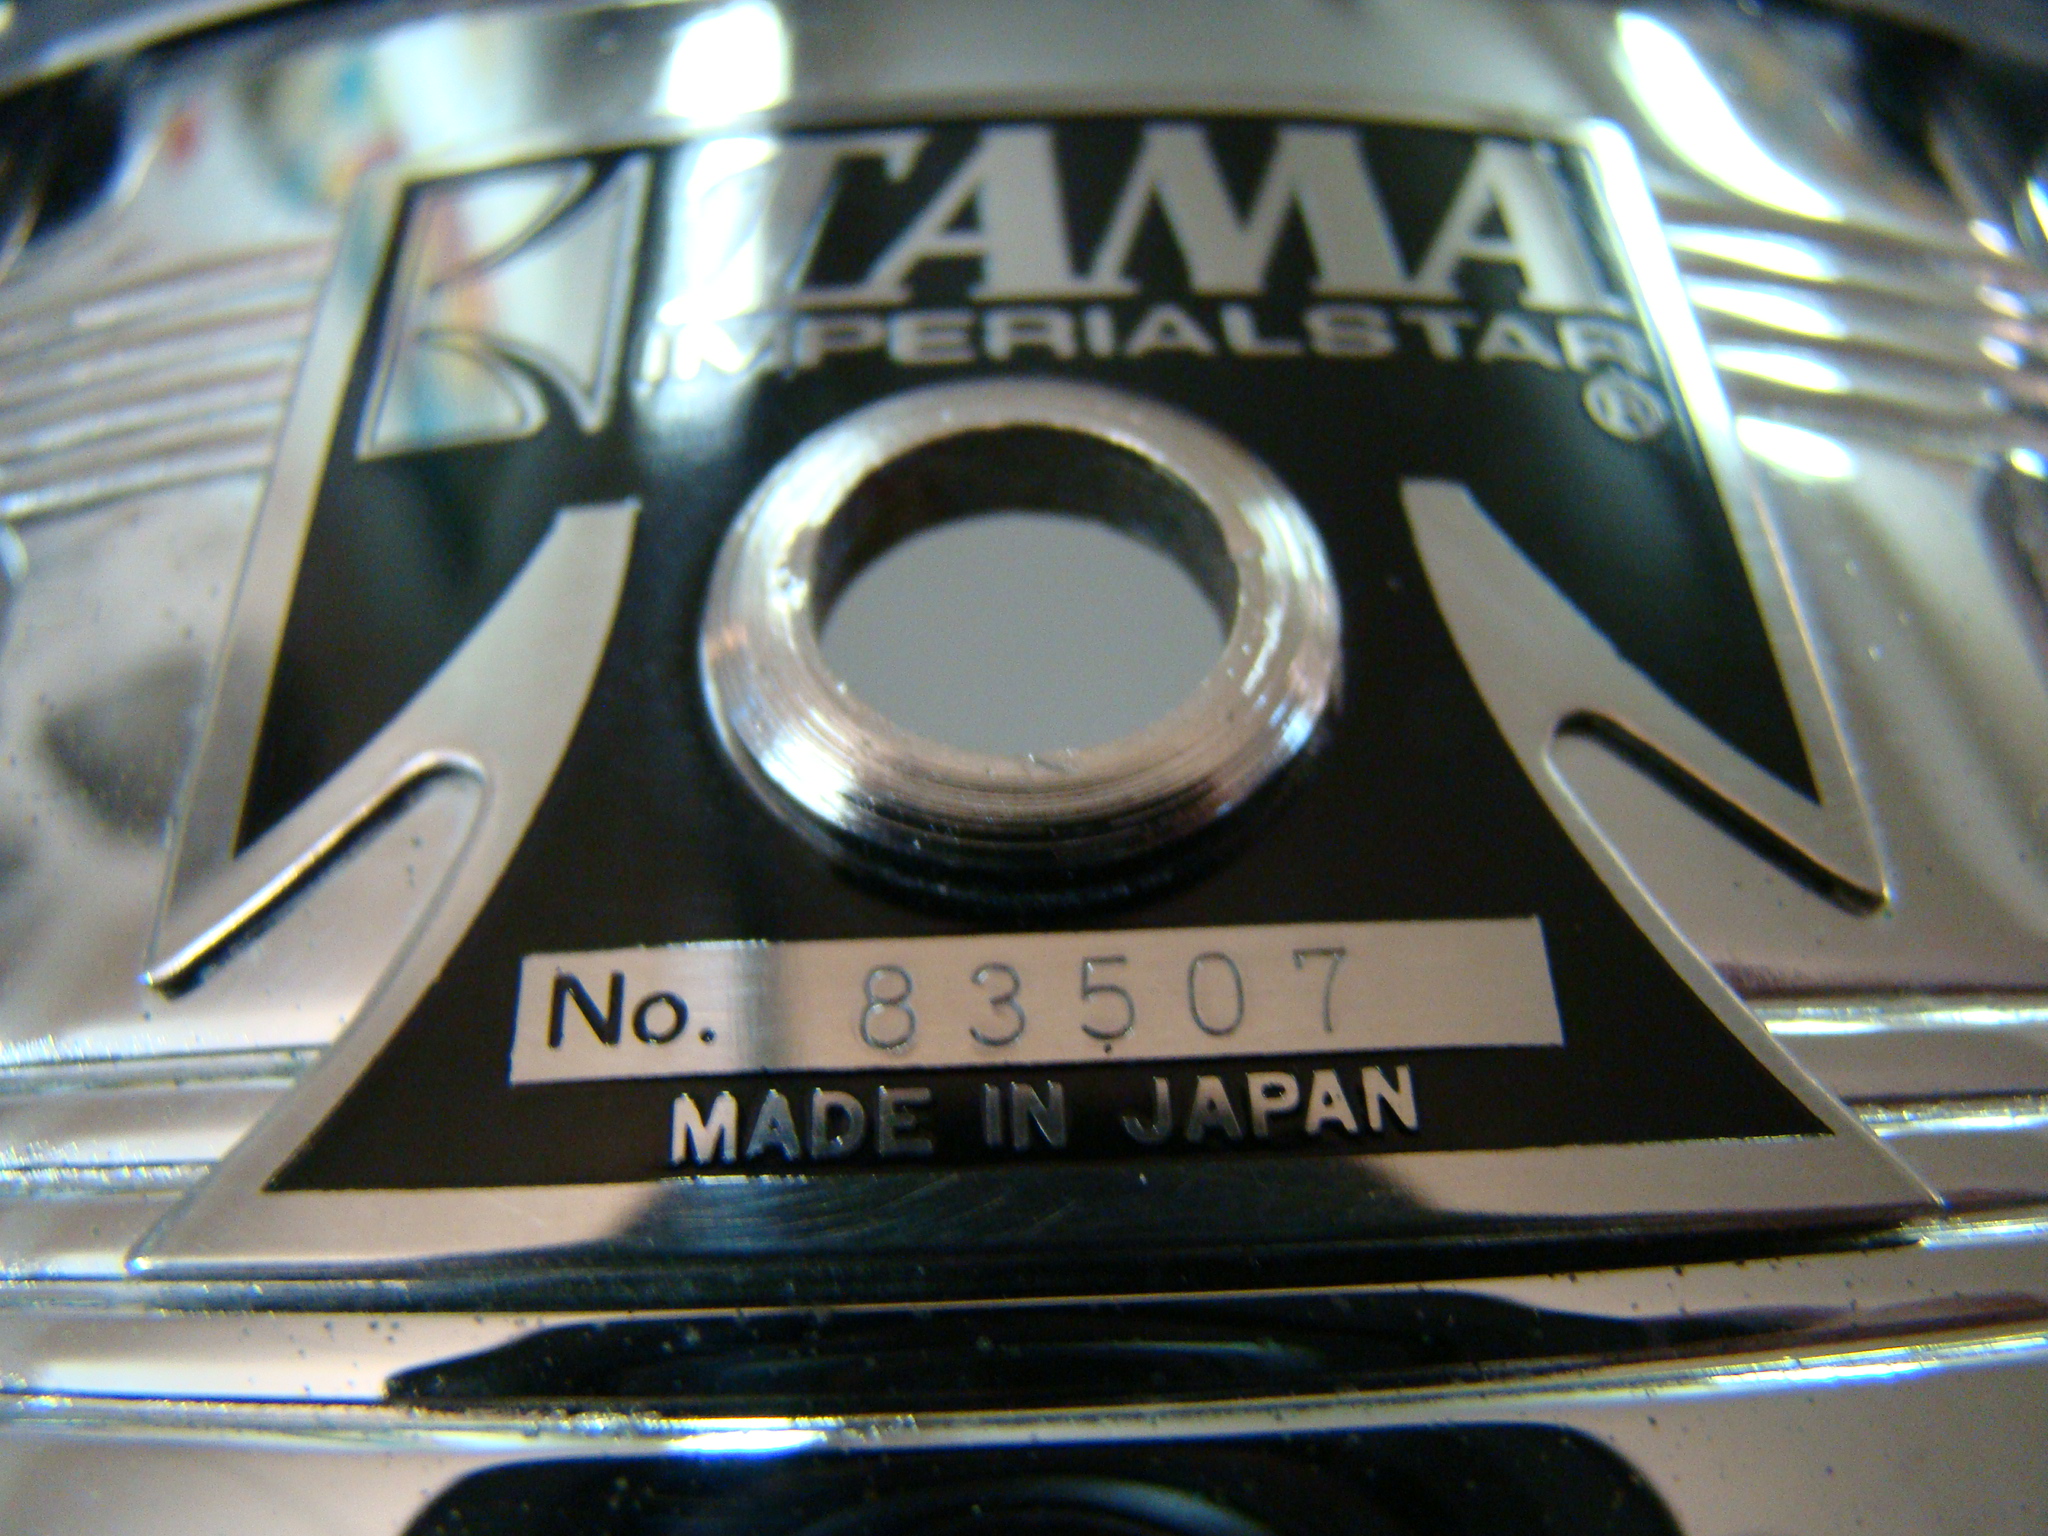 TAMA
IMPERIALSTAR
®
No. 83507
MADE IN JAPAN